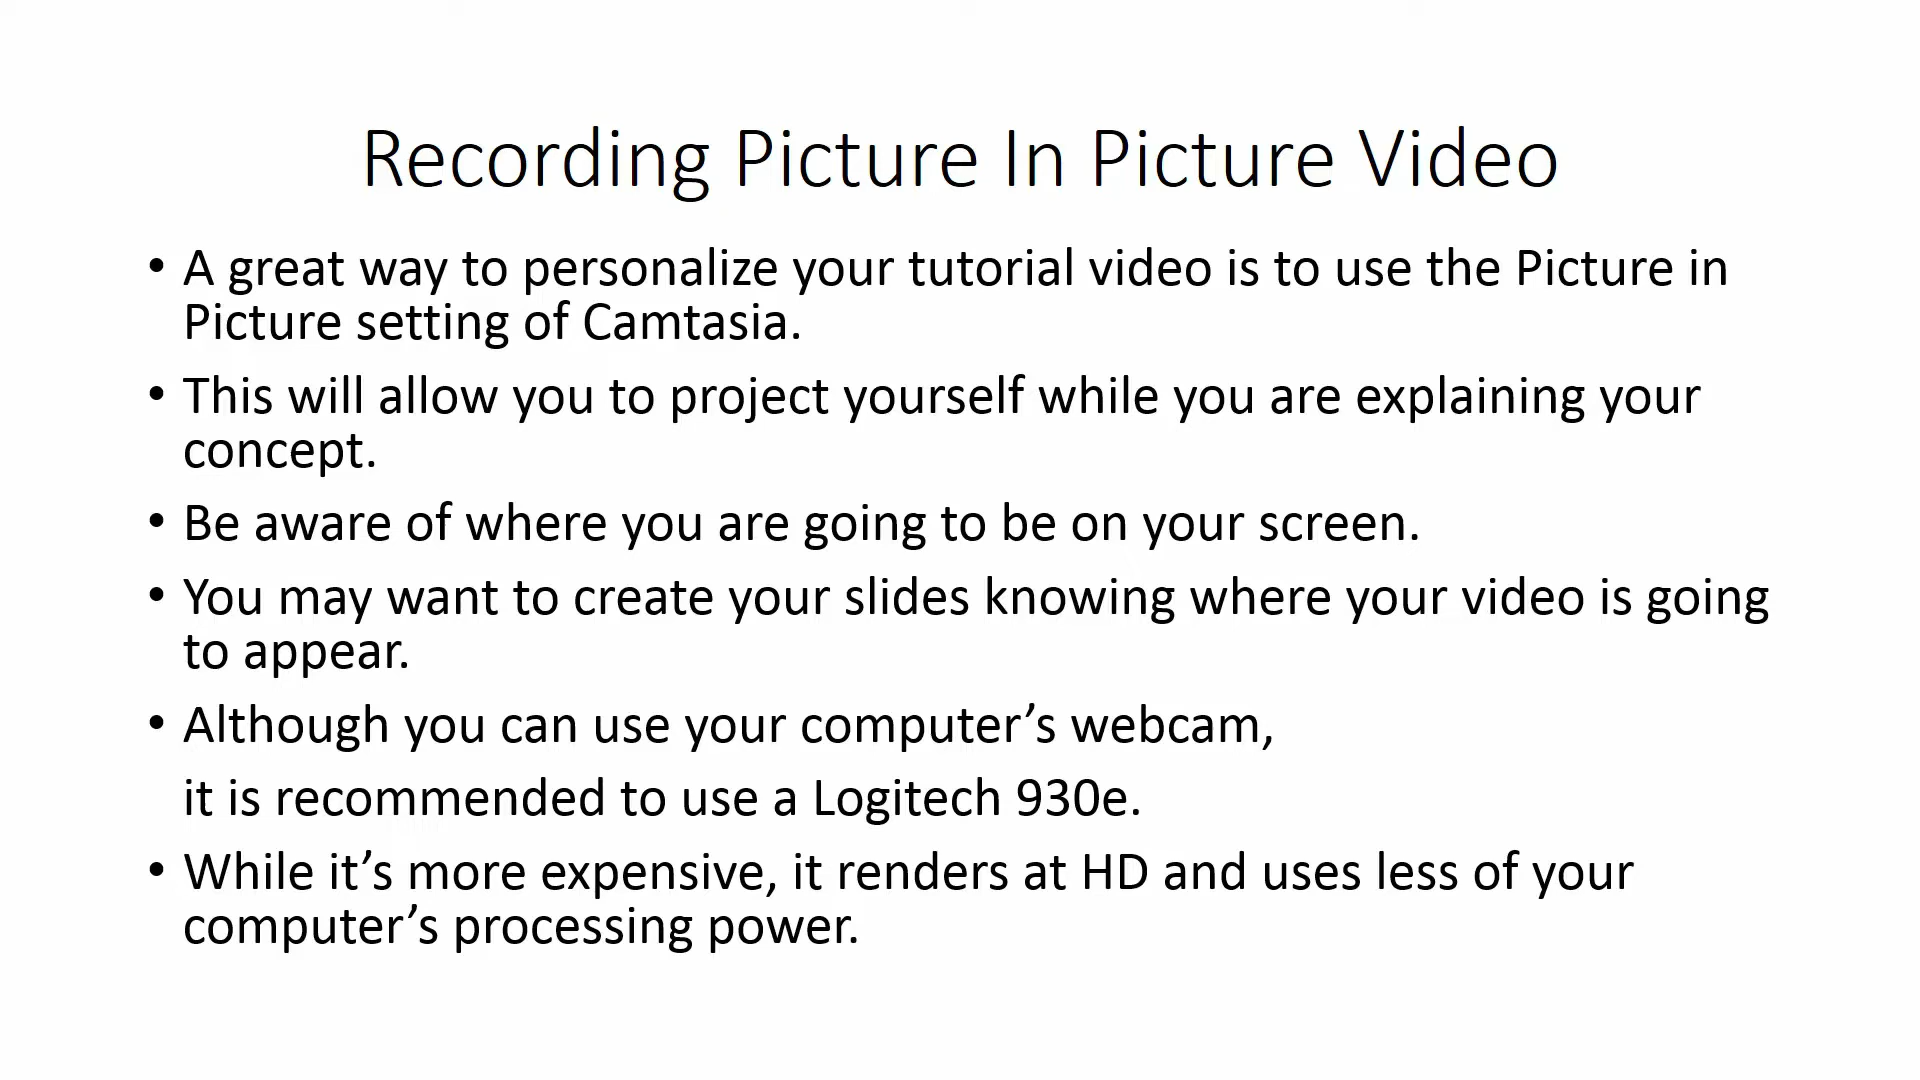 Recording Picture In Picture Video
• A great way to personalize your tutorial video is to use the Picture in
Picture setting of Camtasia.
• This will allow you to project yourself while you are explaining your
concept.
• Be aware of where you are going to be on your screen.
• You may want to create your slides knowing where your video is going
to appear.
• Although you can use your computer’s webcam,
it is recommended to use a Logitech 930e.
• While it’s more expensive, it renders at HD and uses less of your
computer’s processing power.